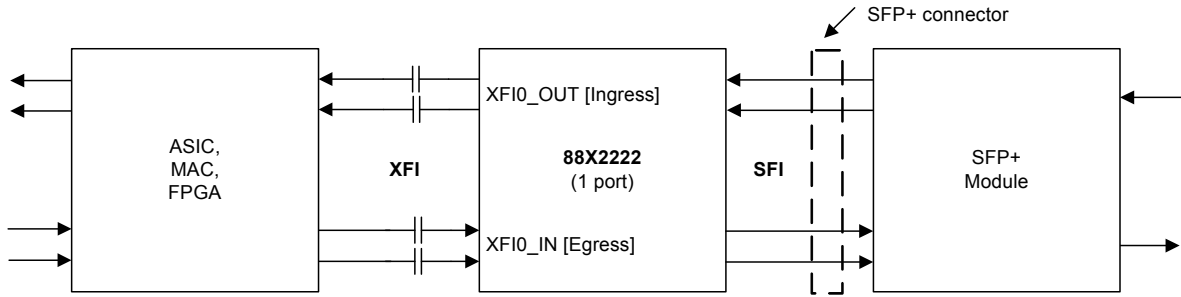 SFP+ connector
XFI0_OUT [Ingress]
ASIC,
MAC,
FPGA
XFI
88X2222
(1 port)
SFI
SFP+
Module
XFI0_IN [Egress]